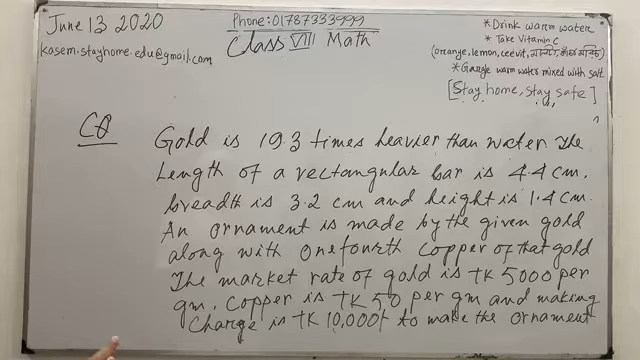 June 13 2020
Phone: 01787333999
kasem.stayhome.edu@gmail.com
Class VIII Math
* Drink warm water
* Take Vitamin C
(orange, lemon, ceevit,
* Gargle warm water mixed with salt
[Stay home, stay safe]
CQ
Gold is 19.3 times heavier than water The
Length of a rectangular bar is 4.4 cm.
breadth is 3.2 cm and height is 1.4 cm.
An ornament is made by the given gold
along with one fourth copper of that gold
The market rate of gold is TK 5000 per
gm. Copper is TK 50 per gm and making
Charge is TK 10,000/- to make the ornament